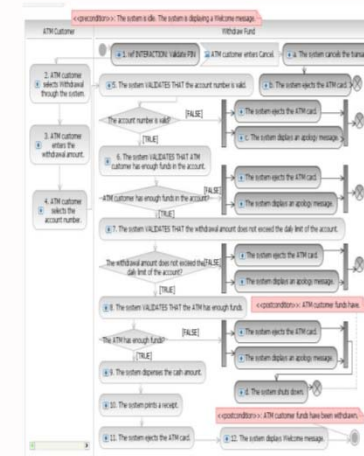 <<precondition>>: The system is idle. The system is displaying a Welcome message.
ATM Customer
Withdraw Fund
1. ref INTERACTION: Validate PIN
ATM customer enters Cancel.
a. The system cancels the transa
2. ATM customer
selects Withdrawal
through the system.
5. The system VALIDATES THAT the account number is valid.
b. The system ejects the ATM card.
The account number is valid?
[FALSE]
[TRUE]
The system ejects the ATM card.
c. The system displays an apology message.
3. ATM customer
enters the
withdrawal amount.
6. The system VALIDATES THAT ATM
customer has enough funds in the account.
4. ATM customer
selects the
account number.
ATM customer has enough funds in the account?
[FALSE]
[TRUE]
The system ejects the ATM card.
The system displays an apology message.
7. The system VALIDATES THAT the withdrawal amount does not exceed the daily limit of the account.
The withdrawal amount does not exceed the
daily limit of the account?
[FALSE]
[TRUE]
The system ejects the ATM card.
The system displays an apology message.
8. The system VALIDATES THAT the ATM has enough funds.
<<postcondition>>: ATM customer funds have.
The ATM has enough funds?
[FALSE]
[TRUE]
The system ejects the ATM card.
The system displays an apology message.
9. The system dispenses the cash amount.
d. The system shuts down.
10. The system prints a receipt.
<<postcondition>>: ATM customer funds have been withdrawn.
11. The system ejects the ATM card.
12. The system displays Welcome message.